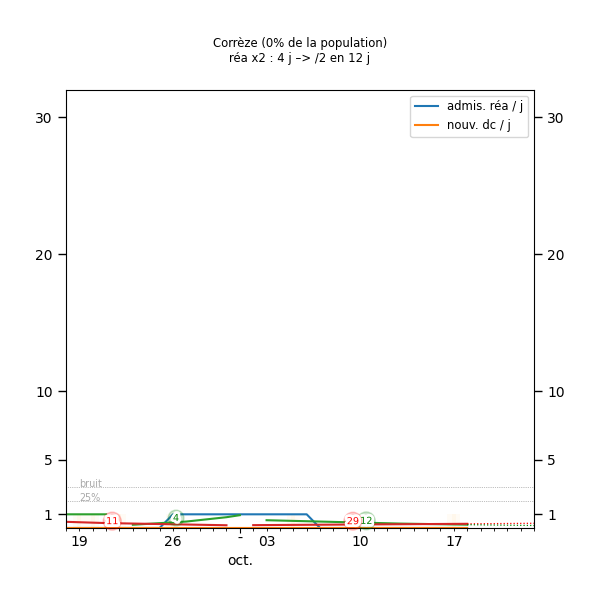 Corrèze (0% de la population)
réa x2 : 4 j –> /2 en 12 j
admis. réa / j
nouv. dc / j
30 30
20 20
10 10
5 5
bruit
25%
1 1
11 4 29 12
19 26 - 03 10 17
oct.